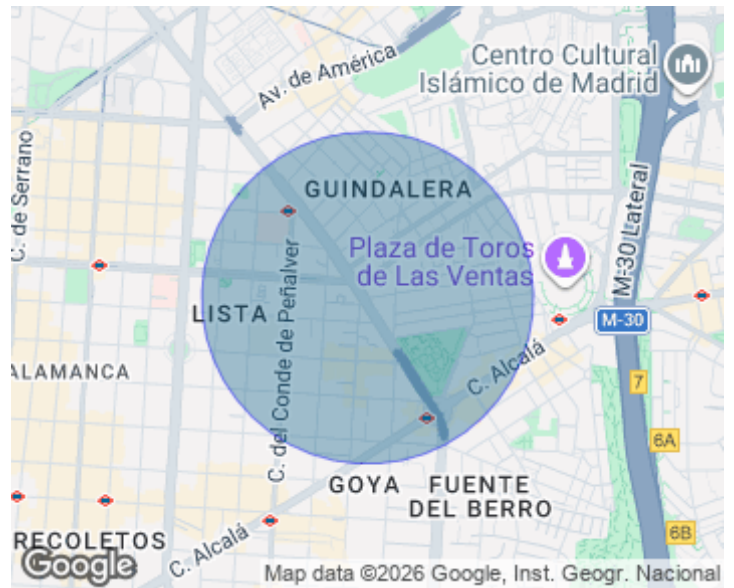 Centro Cultural
Islámico de Madrid
Av. de América
C. de Serrano
GUINDALERA
Plaza de Toros
de Las Ventas
M-30 Lateral
M-30
LISTA
C. del Conde de Peñalver
ALAMANCA
C. Alcalá
7
6A
GOYA
FUENTE
DEL BERRO
6B
RECOLETOS
C. Alcalá
Google
Map data ©2026 Google, Inst. Geogr. Nacional